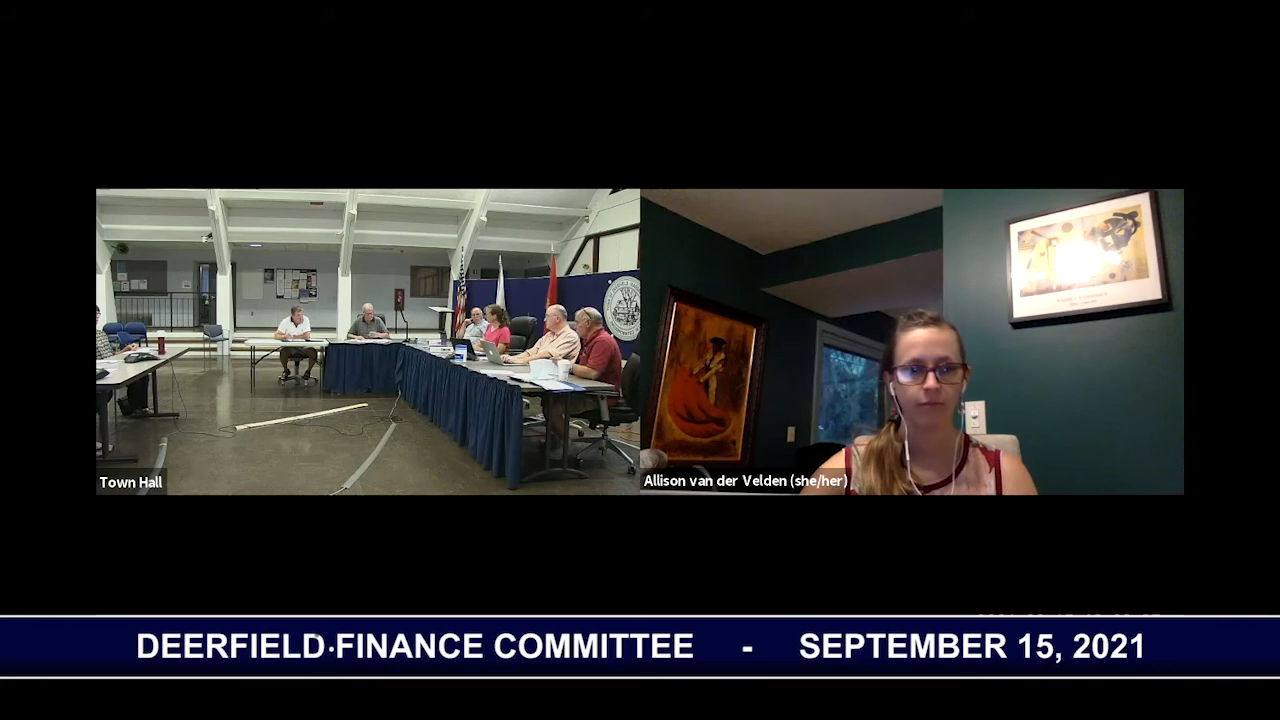 Town Hall
Allison van der Velden (she/her)
DEERFIELD·FINANCE COMMITTEE - SEPTEMBER 15, 2021